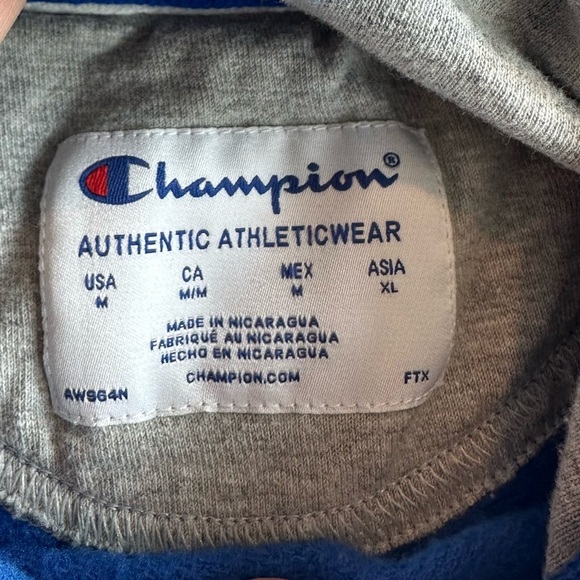 Champion®
AUTHENTIC ATHLETICWEAR
USA CA MEX ASIA
M M/M M XL
MADE IN NICARAGUA
FABRIQUÉ AU NICARAGUA
HECHO EN NICARAGUA
CHAMPION.COM
AW964N FTX